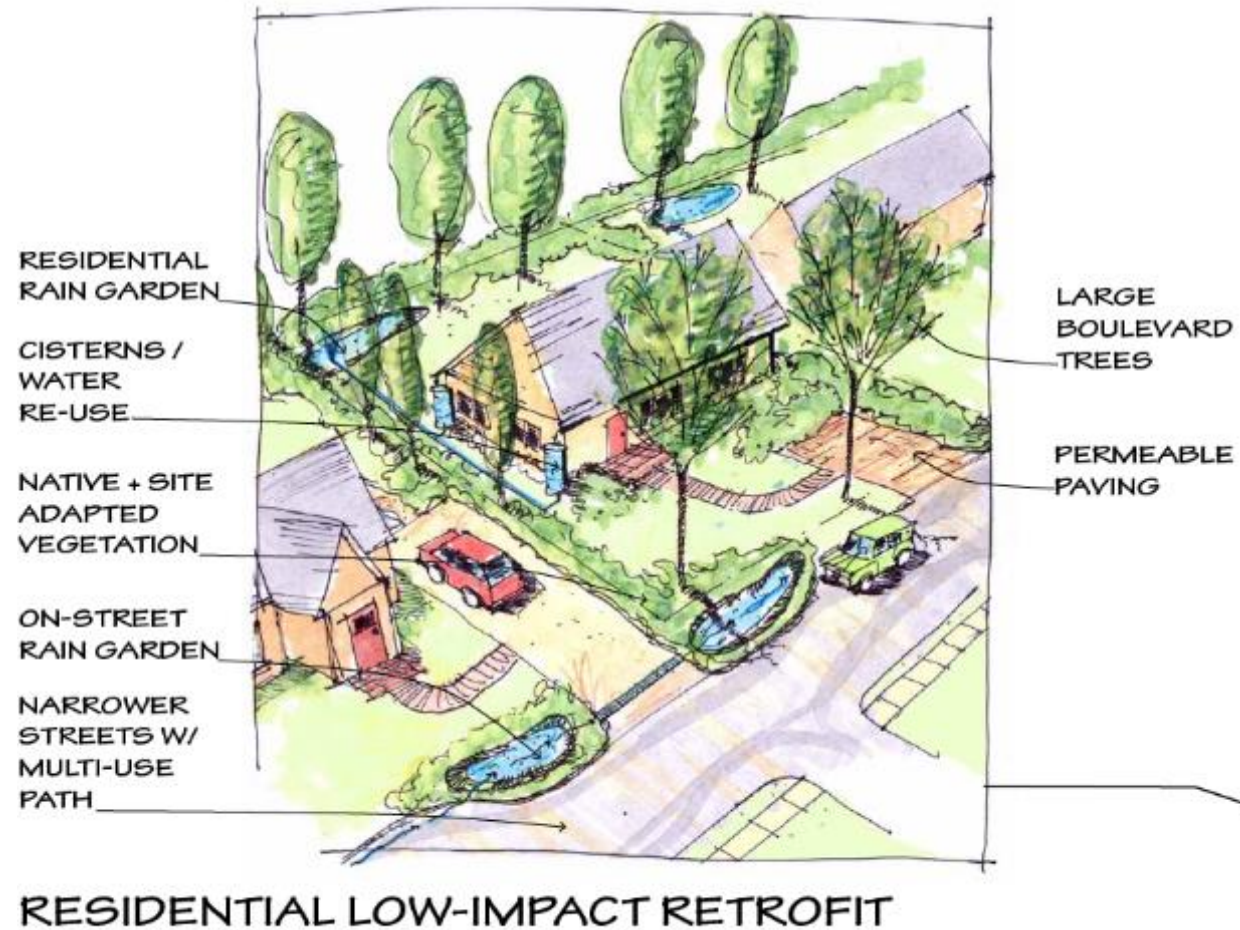 RESIDENTIAL
RAIN GARDEN
CISTERNS /
WATER
RE-USE
NATIVE + SITE
ADAPTED
VEGETATION
ON-STREET
RAIN GARDEN
NARROWER
STREETS W/
MULTI-USE
PATH
LARGE
BOULEVARD
TREES
PERMEABLE
PAVING
RESIDENTIAL LOW-IMPACT RETROFIT